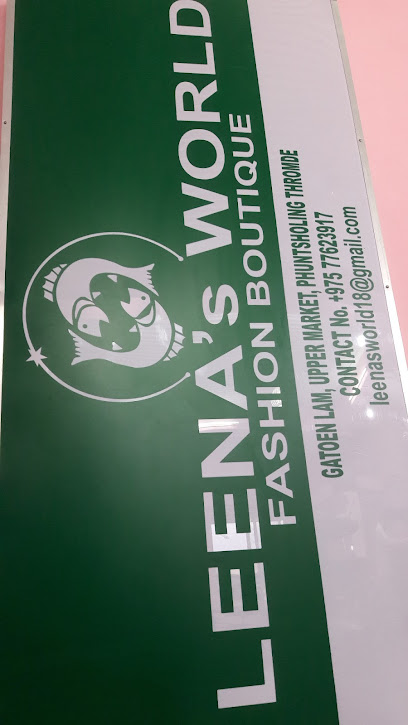 LEENA's WORLD
FASHION BOUTIQUE
GATOEN LAM, UPPER MARKET, PHUNTSHOLING THROMDE
CONTACT No. +975 77623917
leenasworld18@gmail.com